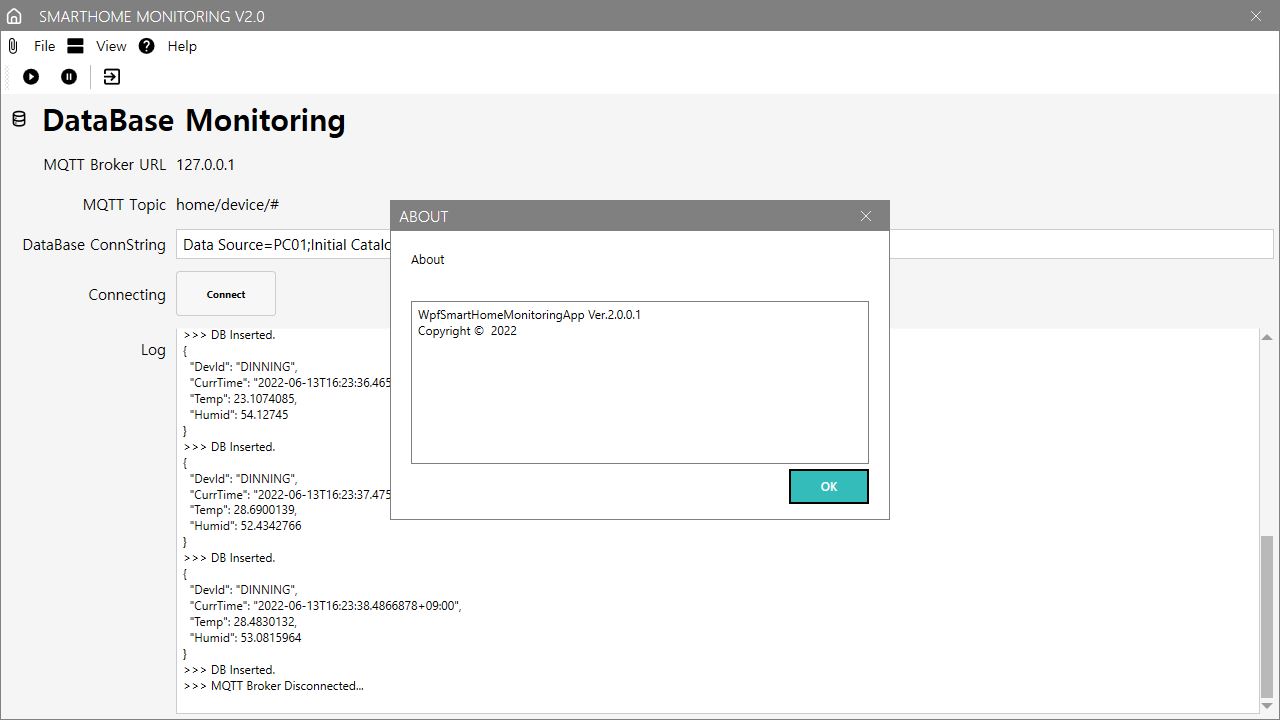 SMARTHOME MONITORING V2.0
File View Help
DataBase Monitoring
MQTT Broker URL 127.0.0.1
MQTT Topic home/device/#
DataBase ConnString Data Source=PC01;Initial Catalo
Connecting Connect
Log
>>> DB Inserted.
{
"DevId": "DINNING",
"CurrTime": "2022-06-13T16:23:36.465
"Temp": 23.1074085,
"Humid": 54.12745
}
>>> DB Inserted.
{
"DevId": "DINNING",
"CurrTime": "2022-06-13T16:23:37.475
"Temp": 28.6900139,
"Humid": 52.4342766
}
>>> DB Inserted.
{
"DevId": "DINNING",
"CurrTime": "2022-06-13T16:23:38.4866878+09:00",
"Temp": 28.4830132,
"Humid": 53.0815964
}
>>> DB Inserted.
>>> MQTT Broker Disconnected...
ABOUT
About
WpfSmartHomeMonitoringApp Ver.2.0.0.1
Copyright © 2022
OK